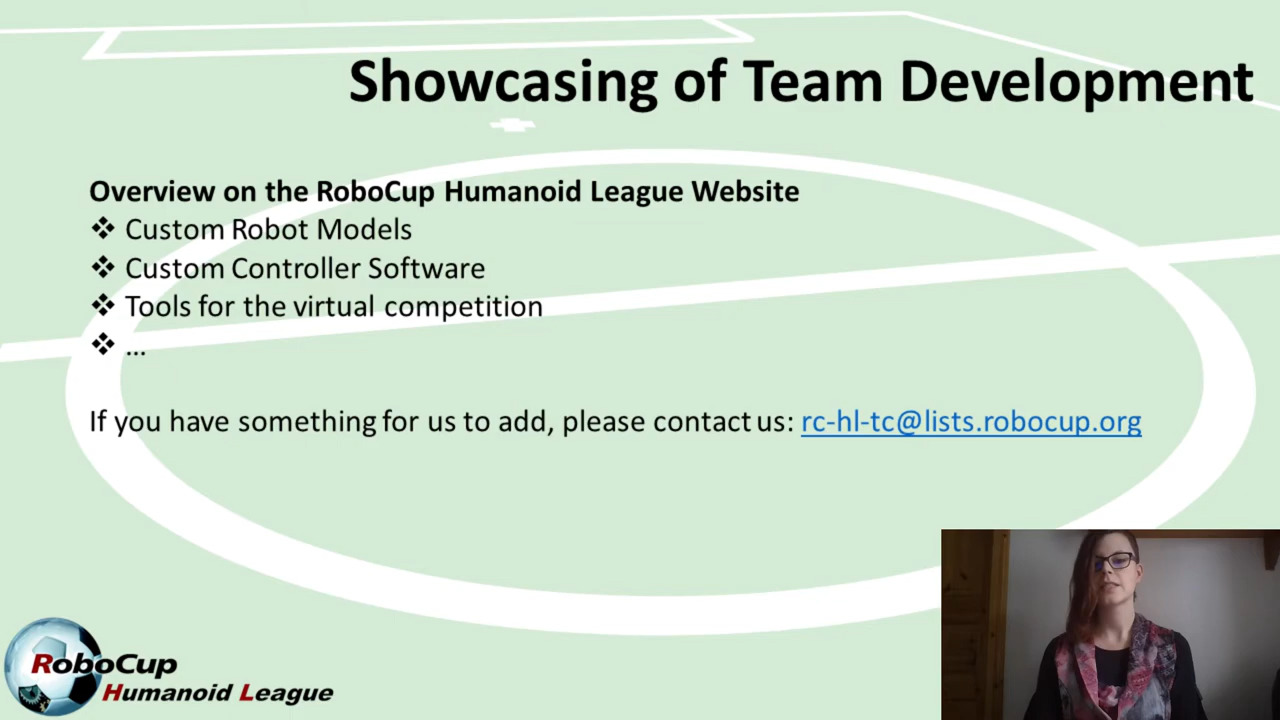 Showcasing of Team Development
Overview on the RoboCup Humanoid League Website
❖ Custom Robot Models
❖ Custom Controller Software
❖ Tools for the virtual competition
❖ ...
If you have something for us to add, please contact us: rc-hl-tc@lists.robocup.org
RoboCup
Humanoid League